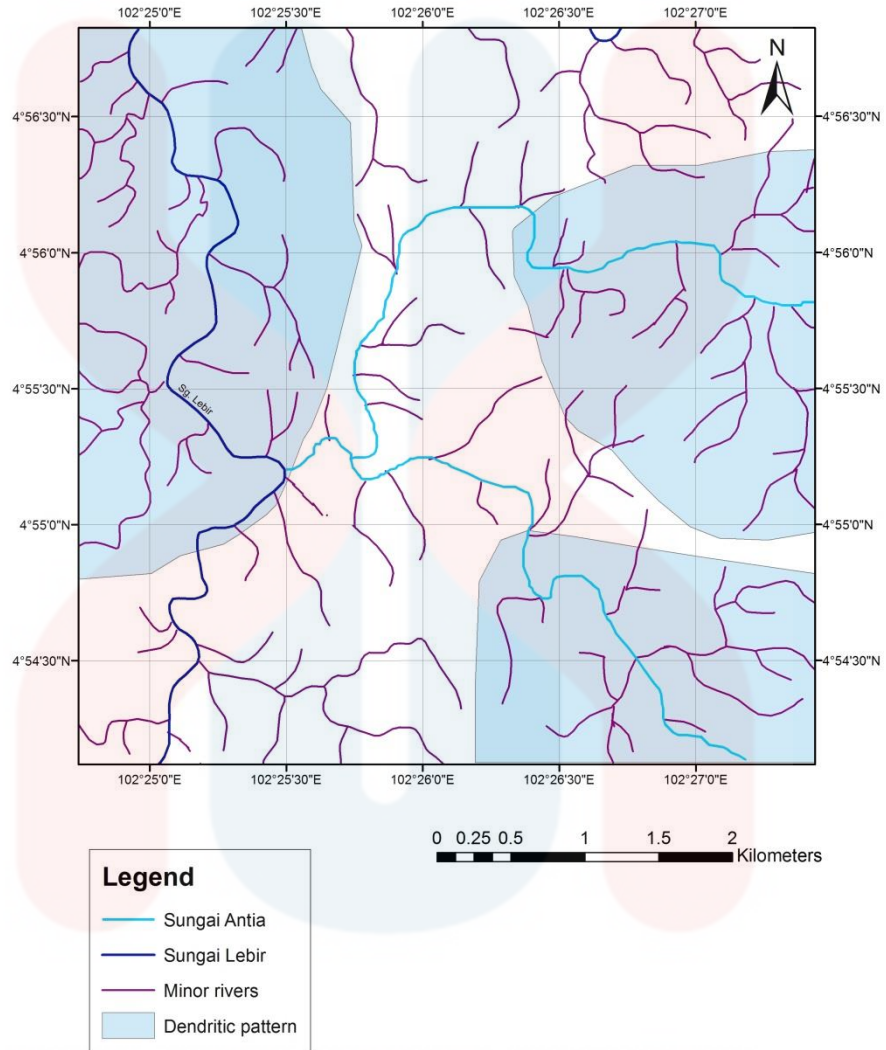 102°25'0"E 102°25'30"E 102°26'0"E 102°26'30"E 102°27'0"E
N
4°56'30"N 4°56'30"N
4°56'0"N 4°56'0"N
4°55'30"N 4°55'30"N
Sg. Lebir
4°55'0"N 4°55'0"N
4°54'30"N 4°54'30"N
102°25'0"E 102°25'30"E 102°26'0"E 102°26'30"E 102°27'0"E
0 0.25 0.5 1 1.5 2
Kilometers
Legend
Sungai Antia
Sungai Lebir
Minor rivers
Dendritic pattern